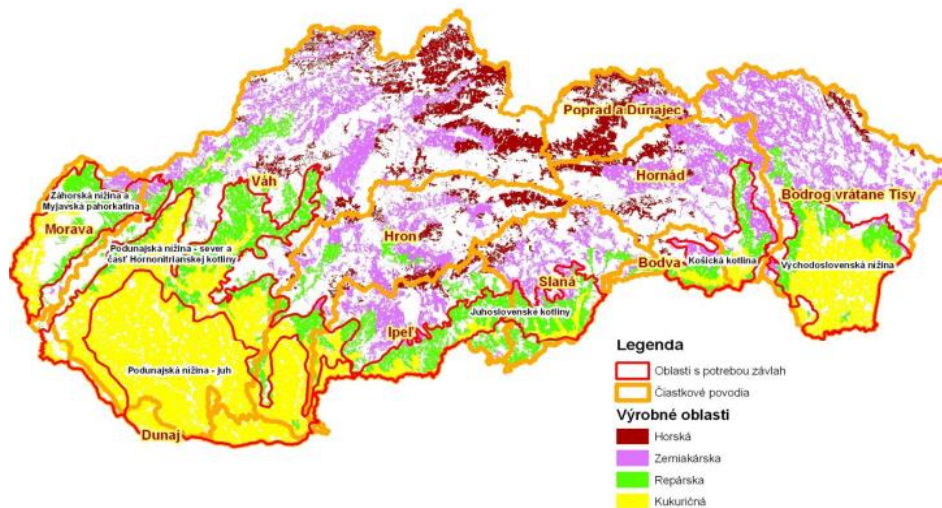 Poprad a Dunajec
Hornád
Váh
Záhorská nížina a
Myjavská pahorkatina
Bodrog vrátane Tisy
Morava
Hron
Podunajská nížina - sever a
časť Hornonitrianskej kotliny
Bodva
Košická kotlina
Východoslovenská nížina
Slaná
Juhoslovenské kotliny
Ipeľ
Podunajská nížina - juh
Dunaj
Legenda
Oblasti s potrebou závlah
Čiastkové povodia
Výrobné oblasti
Horská
Zemiakárska
Repárska
Kukuričná